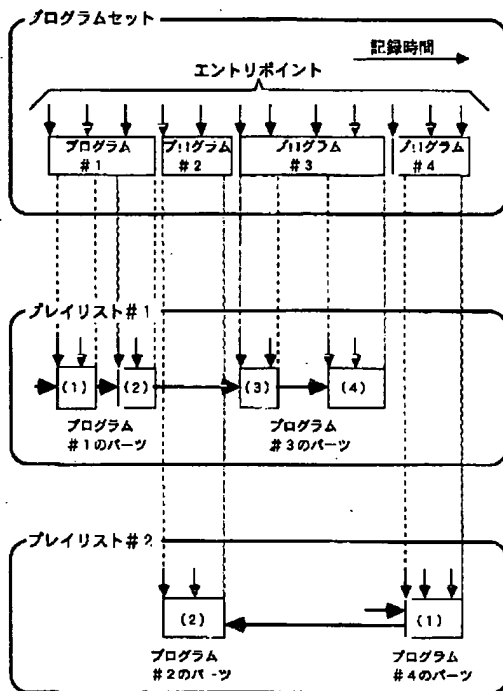 プログラムセット
記録時間
エントリポイント
プログラム
#1
プログラム
#2
プログラム
#3
プログラム
#4
プレイリスト#1
(1)
(2)
(3)
(4)
プログラム
#1のパーツ
プログラム
#3のパーツ
プレイリスト#2
(2)
(1)
プログラム
#2のパーツ
プログラム
#4のパーツ